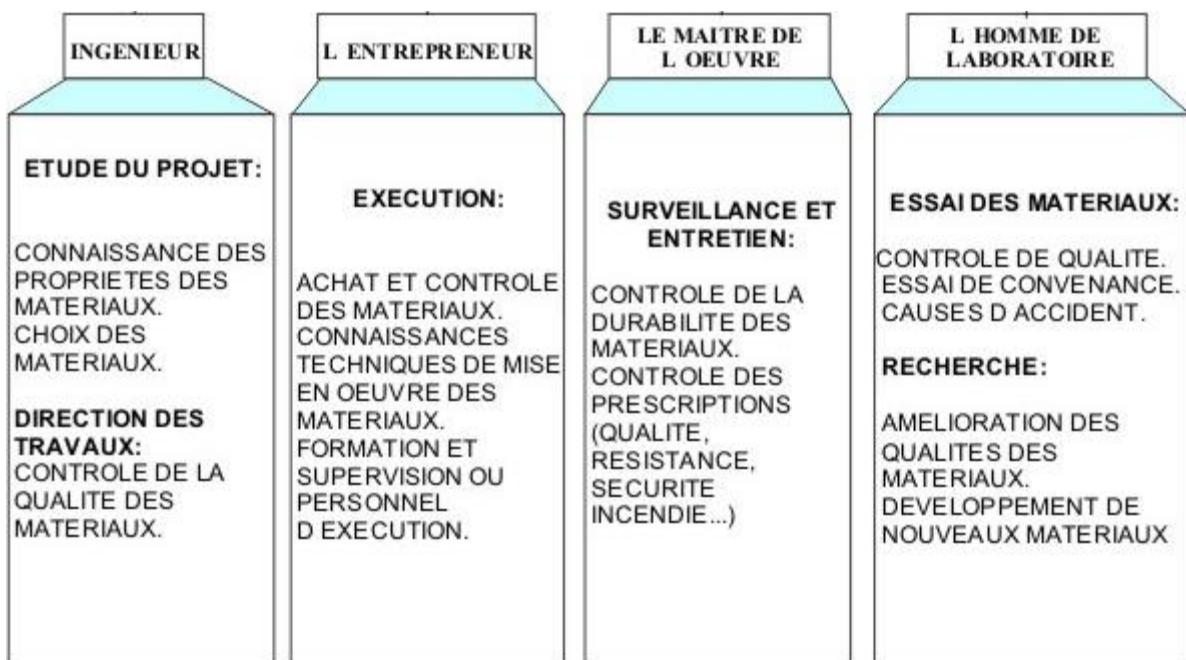 INGENIEUR
ETUDE DU PROJET:
CONNAISSANCE DES
PROPRIETES DES
MATERIAUX.
CHOIX DES
MATERIAUX.
DIRECTION DES
TRAVAUX:
CONTROLE DE LA
QUALITE DES
MATERIAUX.
L ENTREPRENEUR
EXECUTION:
ACHAT ET CONTROLE
DES MATERIAUX.
CONNAISSANCES
TECHNIQUES DE MISE
EN OEUVRE DES
MATERIAUX.
FORMATION ET
SUPERVISION OU
PERSONNEL
D EXECUTION.
LE MAITRE DE
L OEUVRE
SURVEILLANCE ET
ENTRETIEN:
CONTROLE DE LA
DURABILITE DES
MATERIAUX.
CONTROLE DES
PRESCRIPTIONS
(QUALITE,
RESISTANCE,
SECURITE
INCENDIE...)
L HOMME DE
LABORATOIRE
ESSAI DES MATERIAUX:
CONTROLE DE QUALITE.
ESSAI DE CONVENANCE.
CAUSES D ACCIDENT.
RECHERCHE:
AMELIORATION DES
QUALITES DES
MATERIAUX.
DEVELOPPEMENT DE
NOUVEAUX MATERIAUX